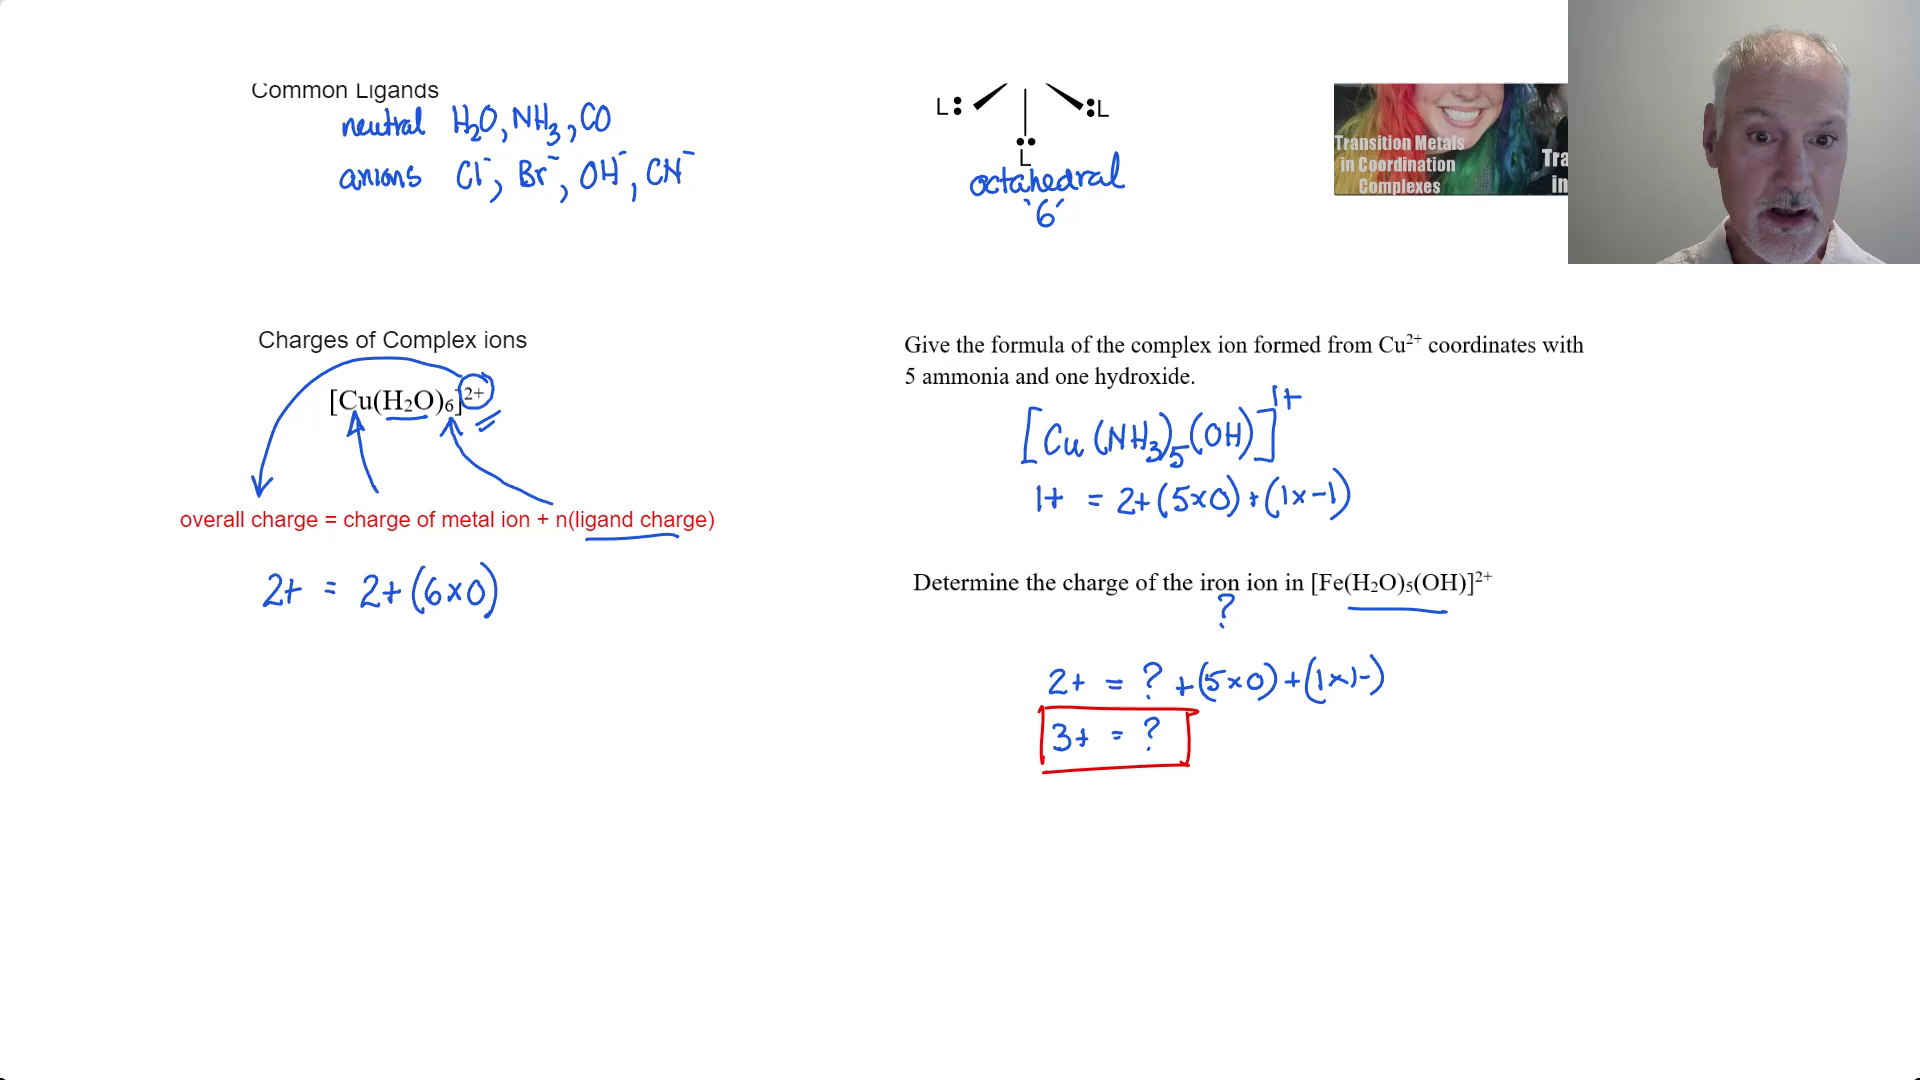 Common Ligands
neutral H₂O, NH₃, CO
anions Cl⁻, Br⁻, OH⁻, CN⁻
L: :L
L
octahedral
'6'
Transition Metals
in Coordination
Complexes
Tra
in
Charges of Complex ions
[Cu(H₂O)₆]²⁺
overall charge = charge of metal ion + n(ligand charge)
2+ = 2+ (6×0)
Give the formula of the complex ion formed from Cu²⁺ coordinates with
5 ammonia and one hydroxide.
[Cu(NH₃)₅(OH)]¹⁺
1+ = 2+(5×0)+(1×-1)
Determine the charge of the iron ion in [Fe(H₂O)₅(OH)]²⁺
?
2+ = ? +(5×0)+(1×1-)
3+ = ?